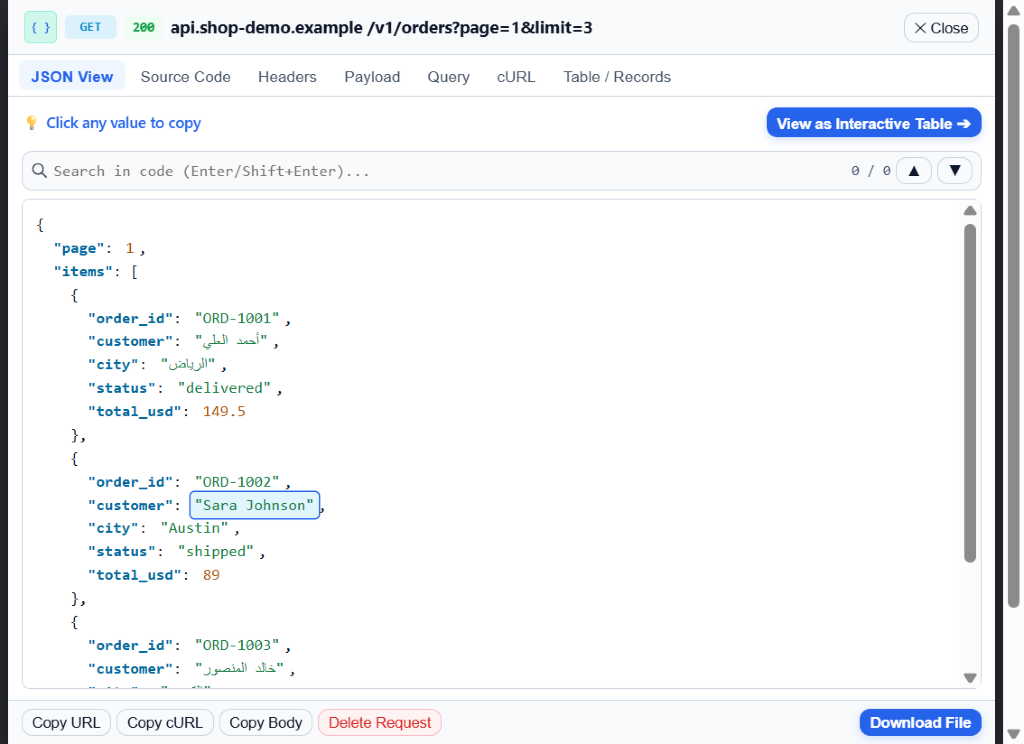 { } GET 200 api.shop-demo.example /v1/orders?page=1&limit=3 ✕ Close
JSON View Source Code Headers Payload Query cURL Table / Records
💡 Click any value to copy View as Interactive Table ➔
Search in code (Enter/Shift+Enter)... 0 / 0 ▲ ▼
{
"page": 1,
"items": [
{
"order_id": "ORD-1001",
"customer": "أحمد العلي",
"city": "الرياض",
"status": "delivered",
"total_usd": 149.5
},
{
"order_id": "ORD-1002",
"customer": "Sara Johnson",
"city": "Austin",
"status": "shipped",
"total_usd": 89
},
{
"order_id": "ORD-1003",
"customer": "خالد المنصور",
Copy URL Copy cURL Copy Body Delete Request Download File